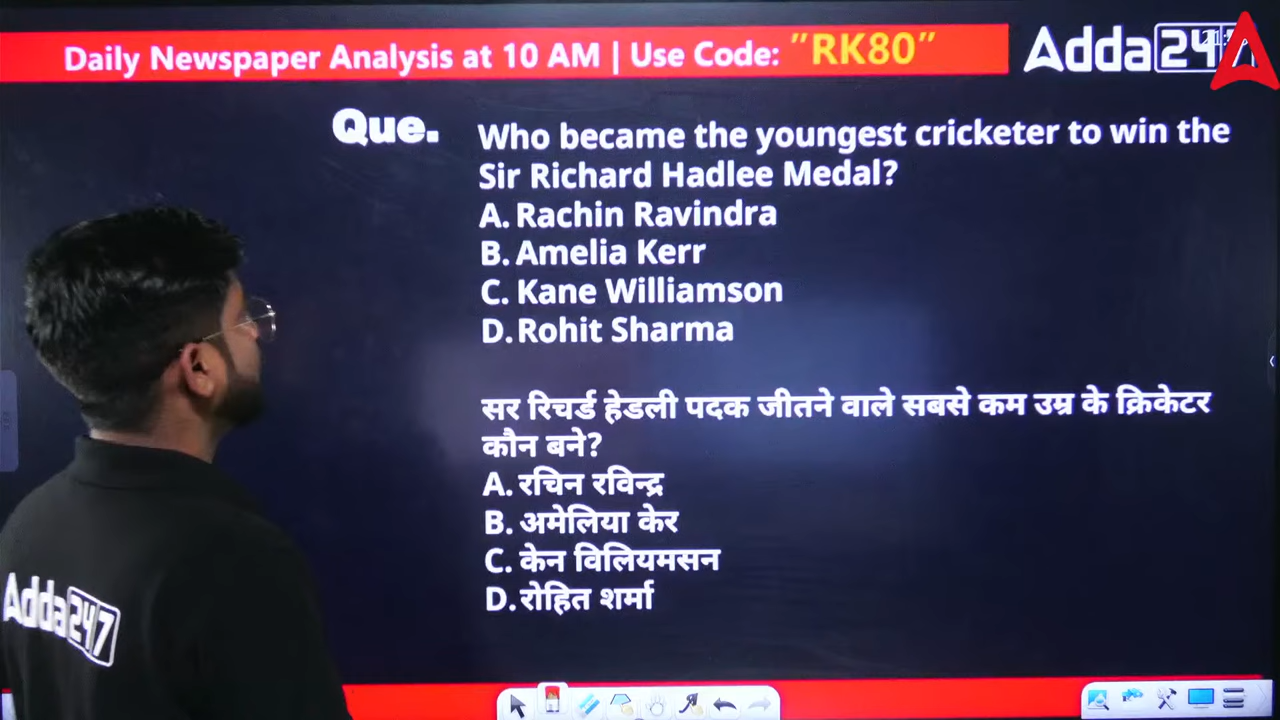 Daily Newspaper Analysis at 10 AM | Use Code: "RK80"
Adda247
Que.
Who became the youngest cricketer to win the
Sir Richard Hadlee Medal?
A. Rachin Ravindra
B. Amelia Kerr
C. Kane Williamson
D. Rohit Sharma
सर रिचर्ड हेडली पदक जीतने वाले सबसे कम उम्र के क्रिकेटर
कौन बने?
A. रचिन रविन्द्र
B. अमेलिया केर
C. केन विलियमसन
D. रोहित शर्मा
Adda247